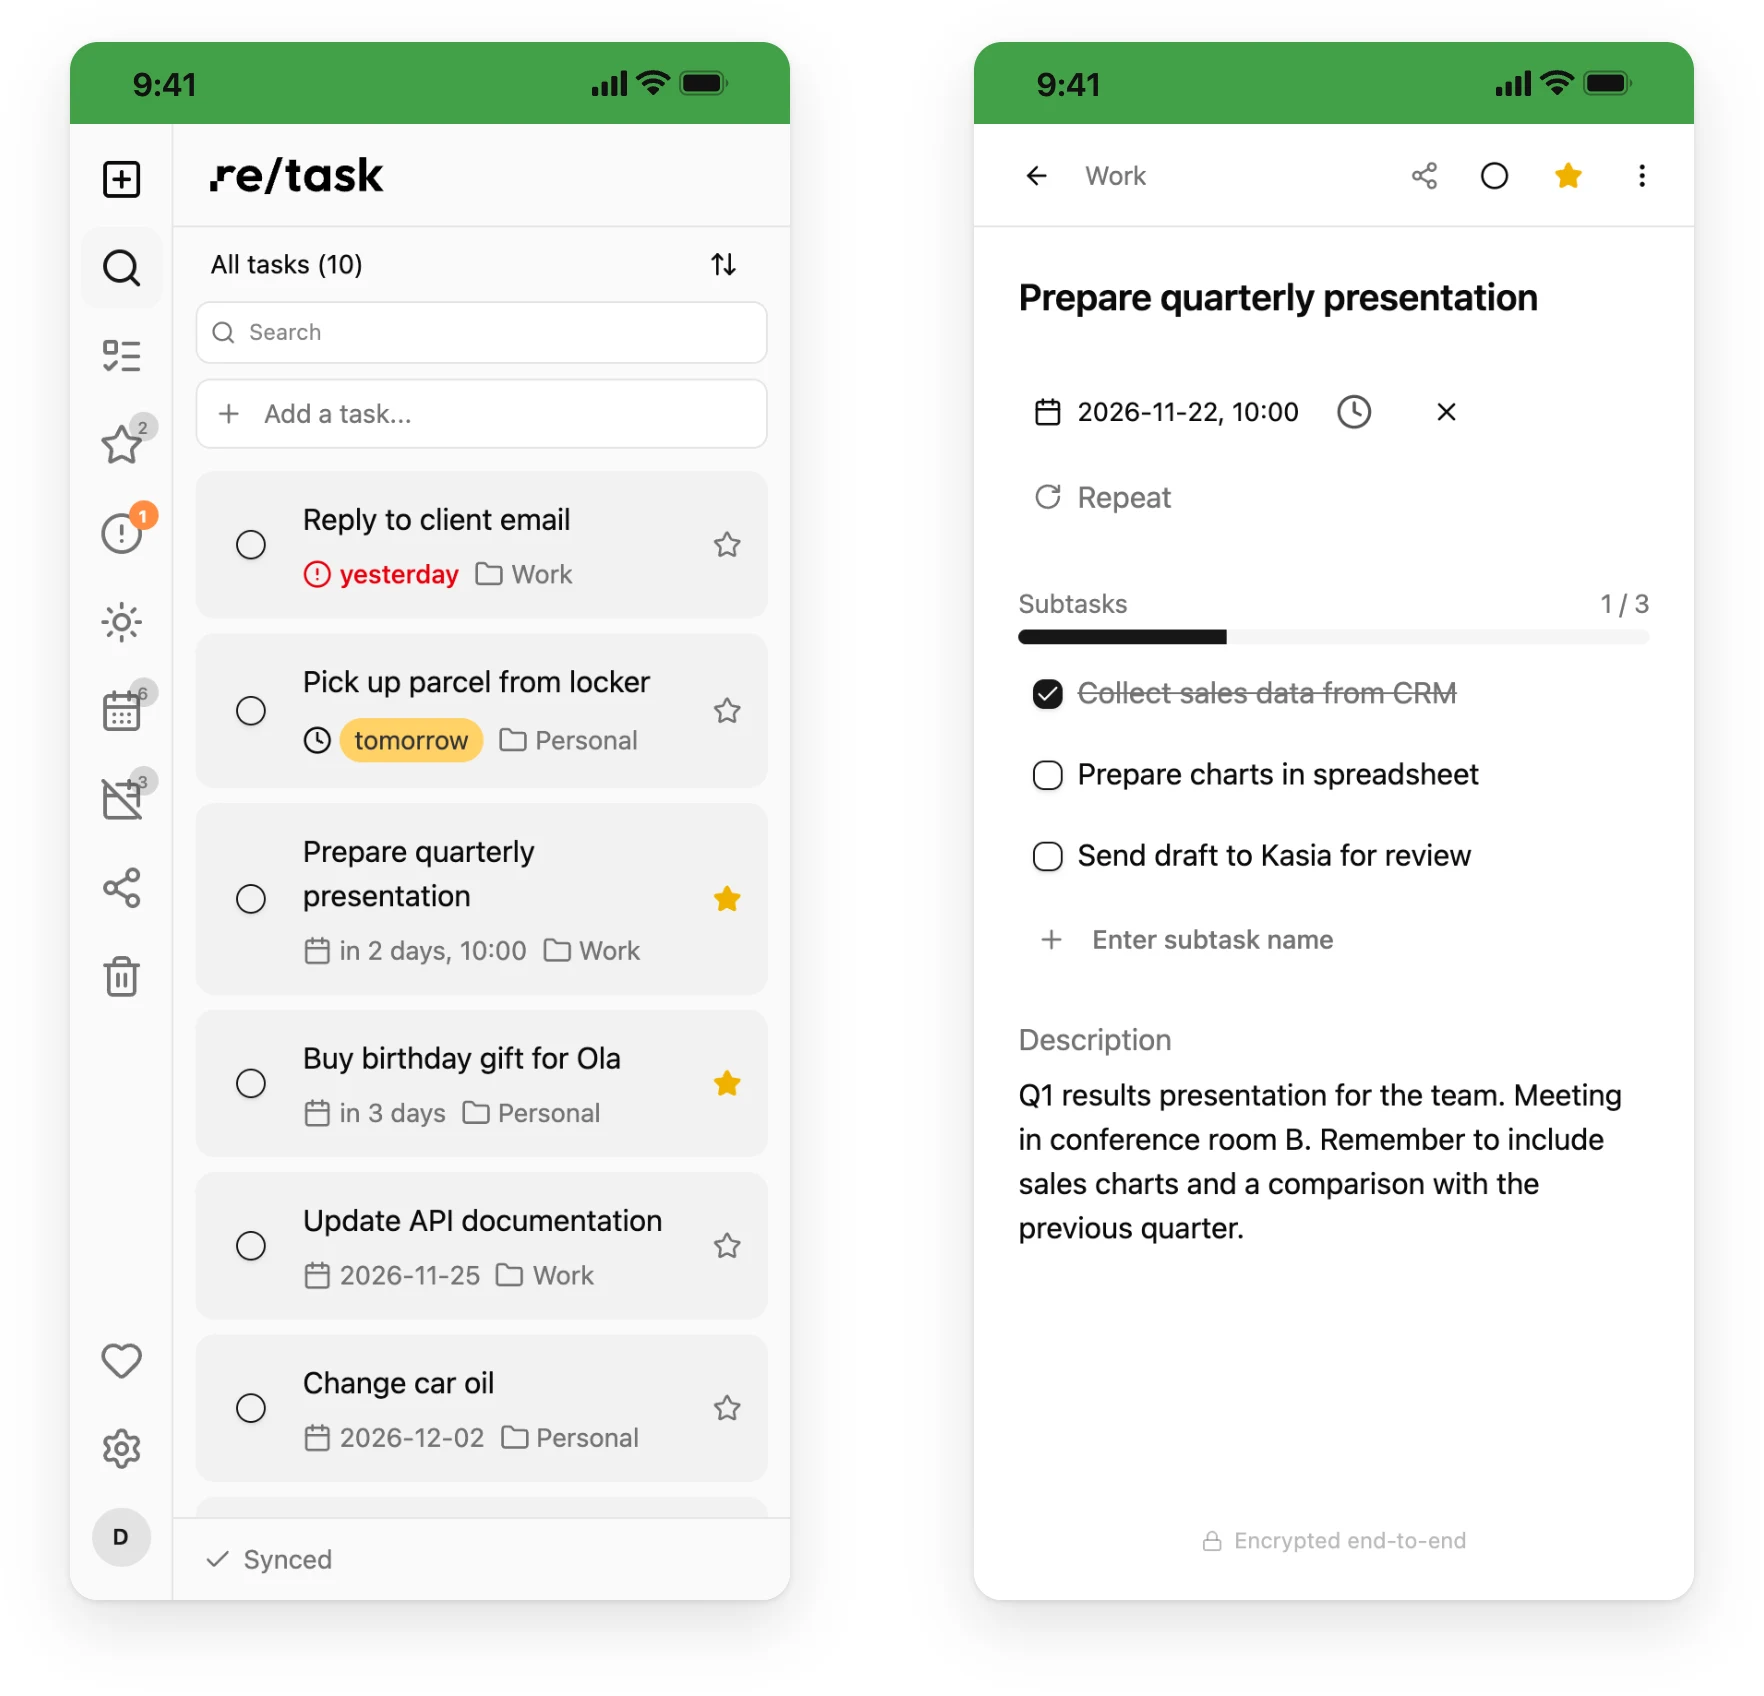 9:41
.re/task
All tasks (10)
Search
Add a task...
2
1
6
3
Reply to client email
yesterday Work
Pick up parcel from locker
tomorrow Personal
Prepare quarterly
presentation
in 2 days, 10:00 Work
Buy birthday gift for Ola
in 3 days Personal
Update API documentation
2026-11-25 Work
Change car oil
2026-12-02 Personal
D
Synced
9:41
Work
Prepare quarterly presentation
2026-11-22, 10:00
Repeat
Subtasks 1 / 3
Collect sales data from CRM
Prepare charts in spreadsheet
Send draft to Kasia for review
Enter subtask name
Description
Q1 results presentation for the team. Meeting
in conference room B. Remember to include
sales charts and a comparison with the
previous quarter.
Encrypted end-to-end